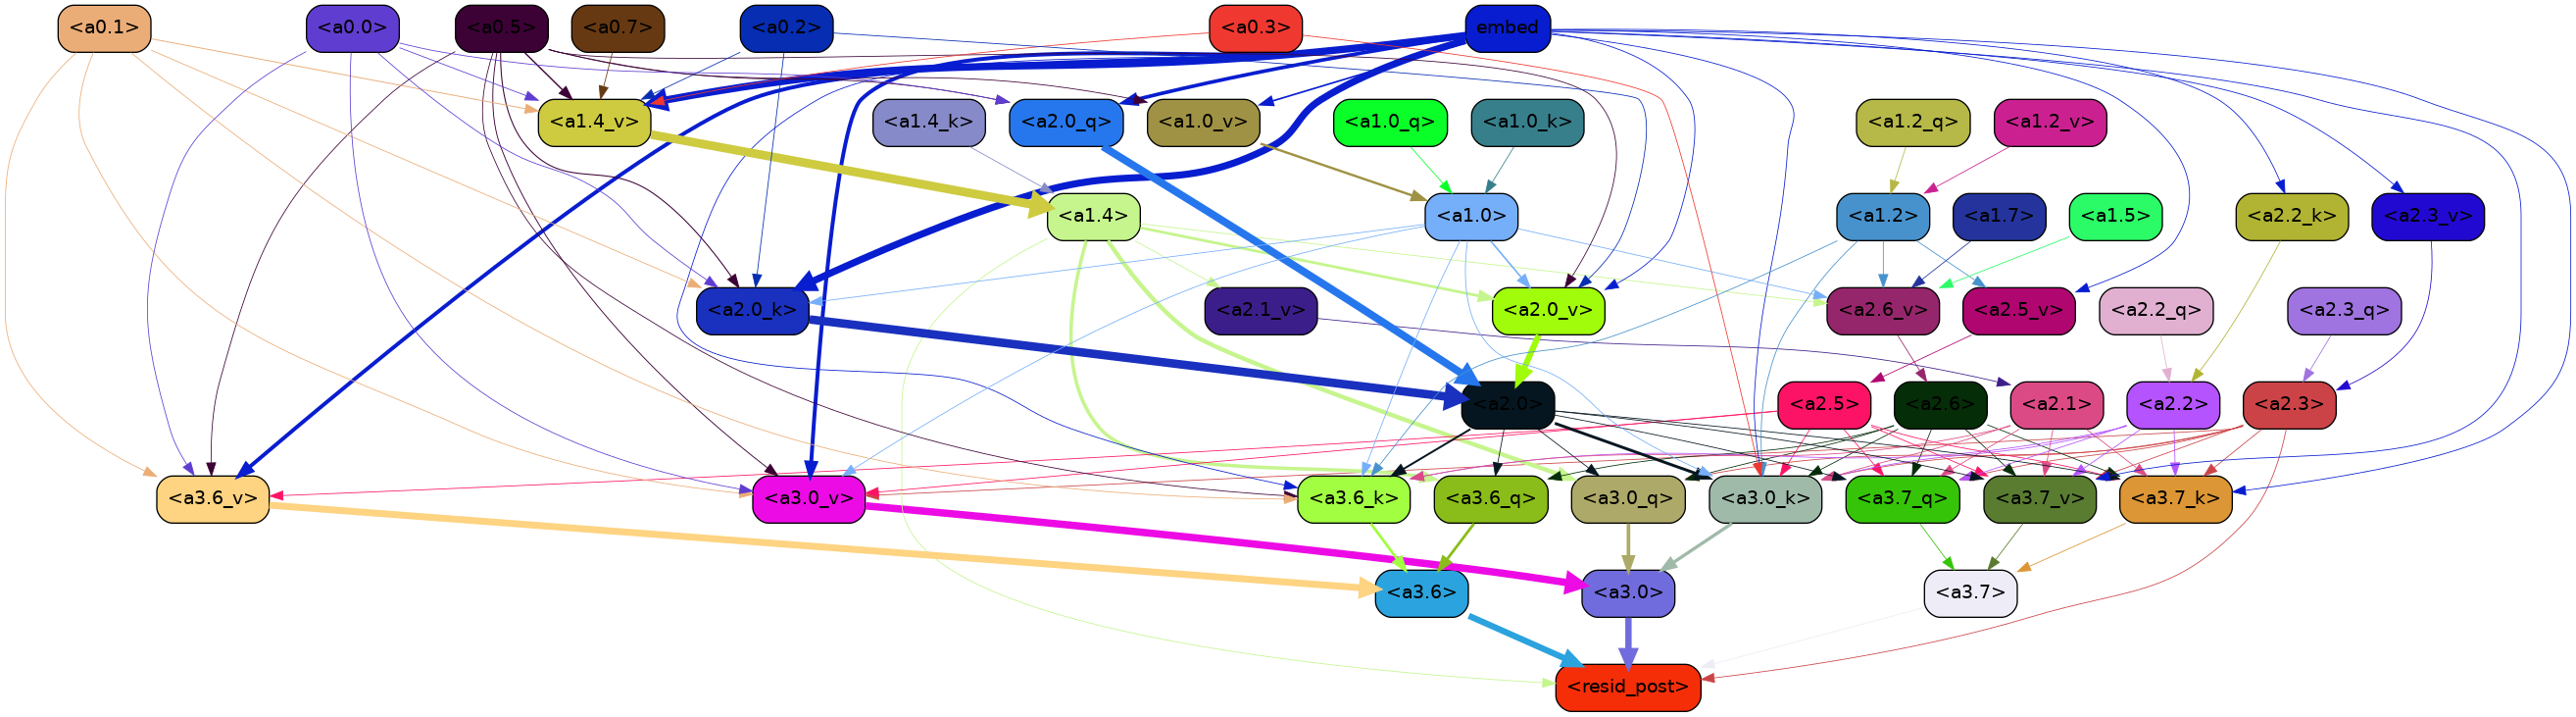 <a0.1>
<a0.0>
<a0.5>
<a0.7>
<a0.2>
<a0.3>
embed
<a1.4_v>
<a1.4_k>
<a2.0_q>
<a1.0_v>
<a1.0_q>
<a1.0_k>
<a1.2_q>
<a1.2_v>
<a1.4>
<a1.0>
<a1.2>
<a1.7>
<a1.5>
<a2.2_k>
<a2.3_v>
<a2.0_k>
<a2.1_v>
<a2.0_v>
<a2.6_v>
<a2.5_v>
<a2.2_q>
<a2.3_q>
<a2.0>
<a2.5>
<a2.6>
<a2.1>
<a2.2>
<a2.3>
<a3.6_v>
<a3.0_v>
<a3.6_k>
<a3.6_q>
<a3.0_q>
<a3.0_k>
<a3.7_q>
<a3.7_v>
<a3.7_k>
<a3.6>
<a3.0>
<a3.7>
<resid_post>